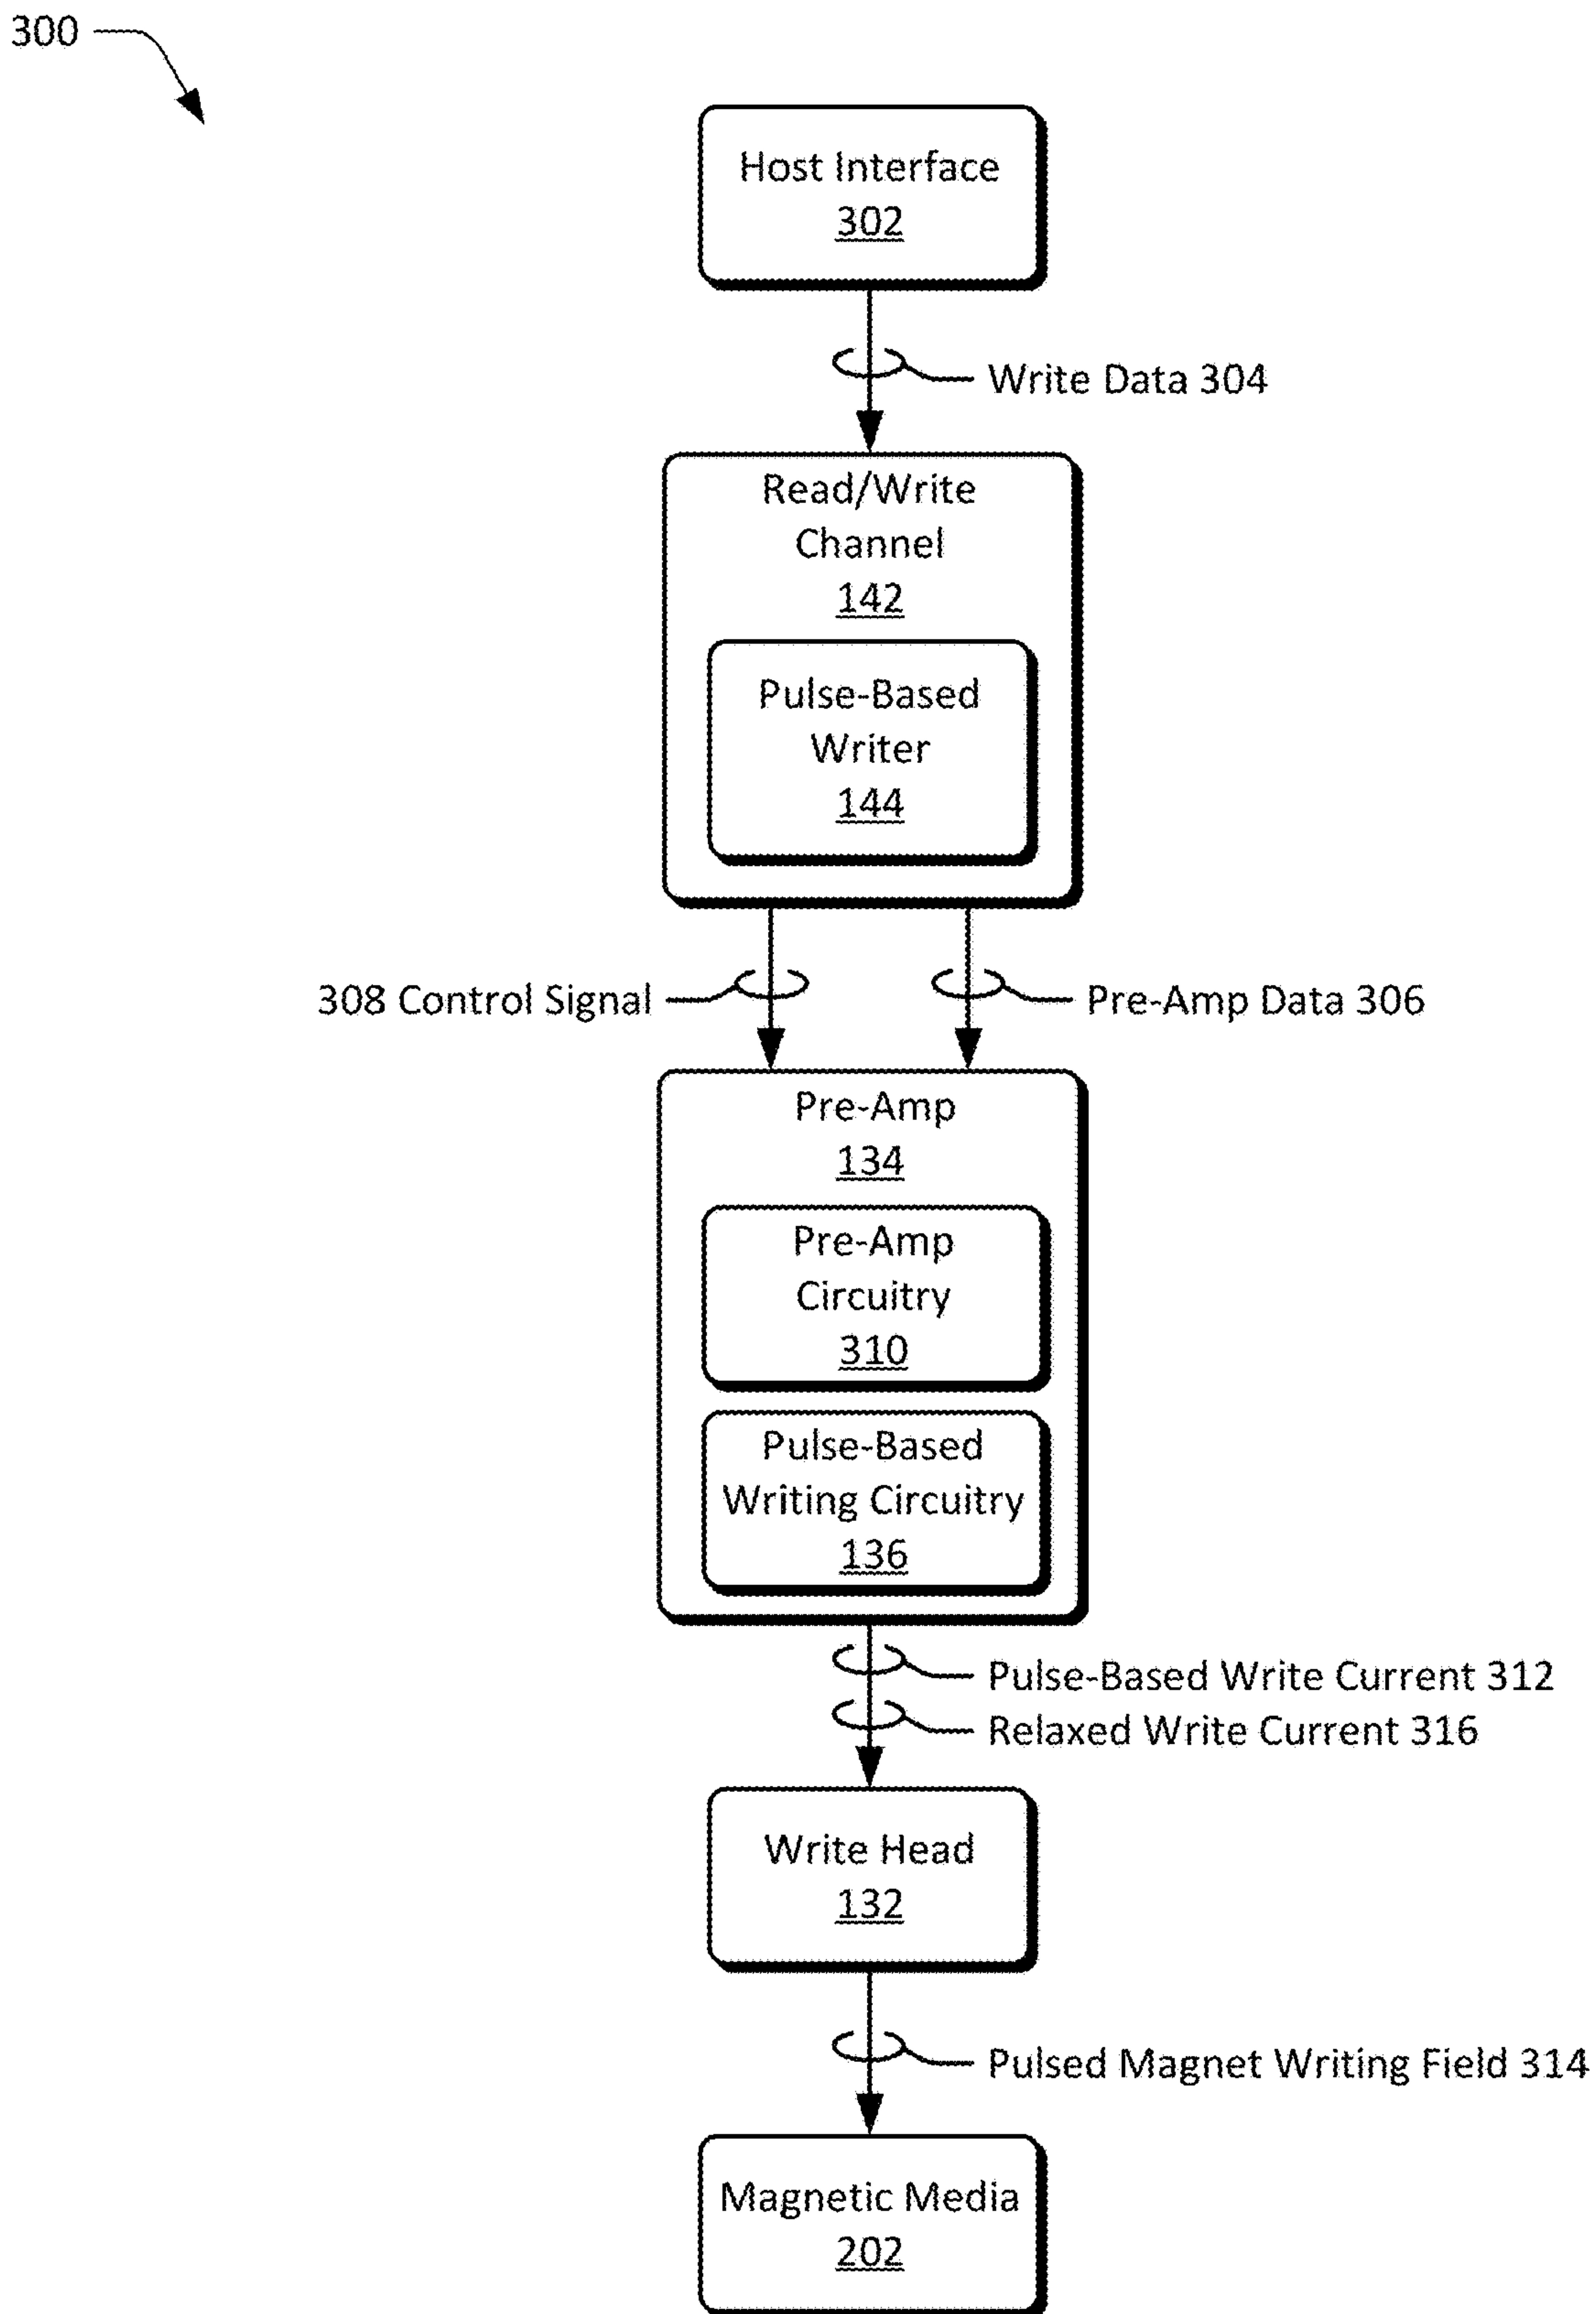 300
Host Interface
302
Write Data 304
Read/Write
Channel
142
Pulse-Based
Writer
144
308 Control Signal
Pre-Amp Data 306
Pre-Amp
134
Pre-Amp
Circuitry
310
Pulse-Based
Writing Circuitry
136
Pulse-Based Write Current 312
Relaxed Write Current 316
Write Head
132
Pulsed Magnet Writing Field 314
Magnetic Media
202